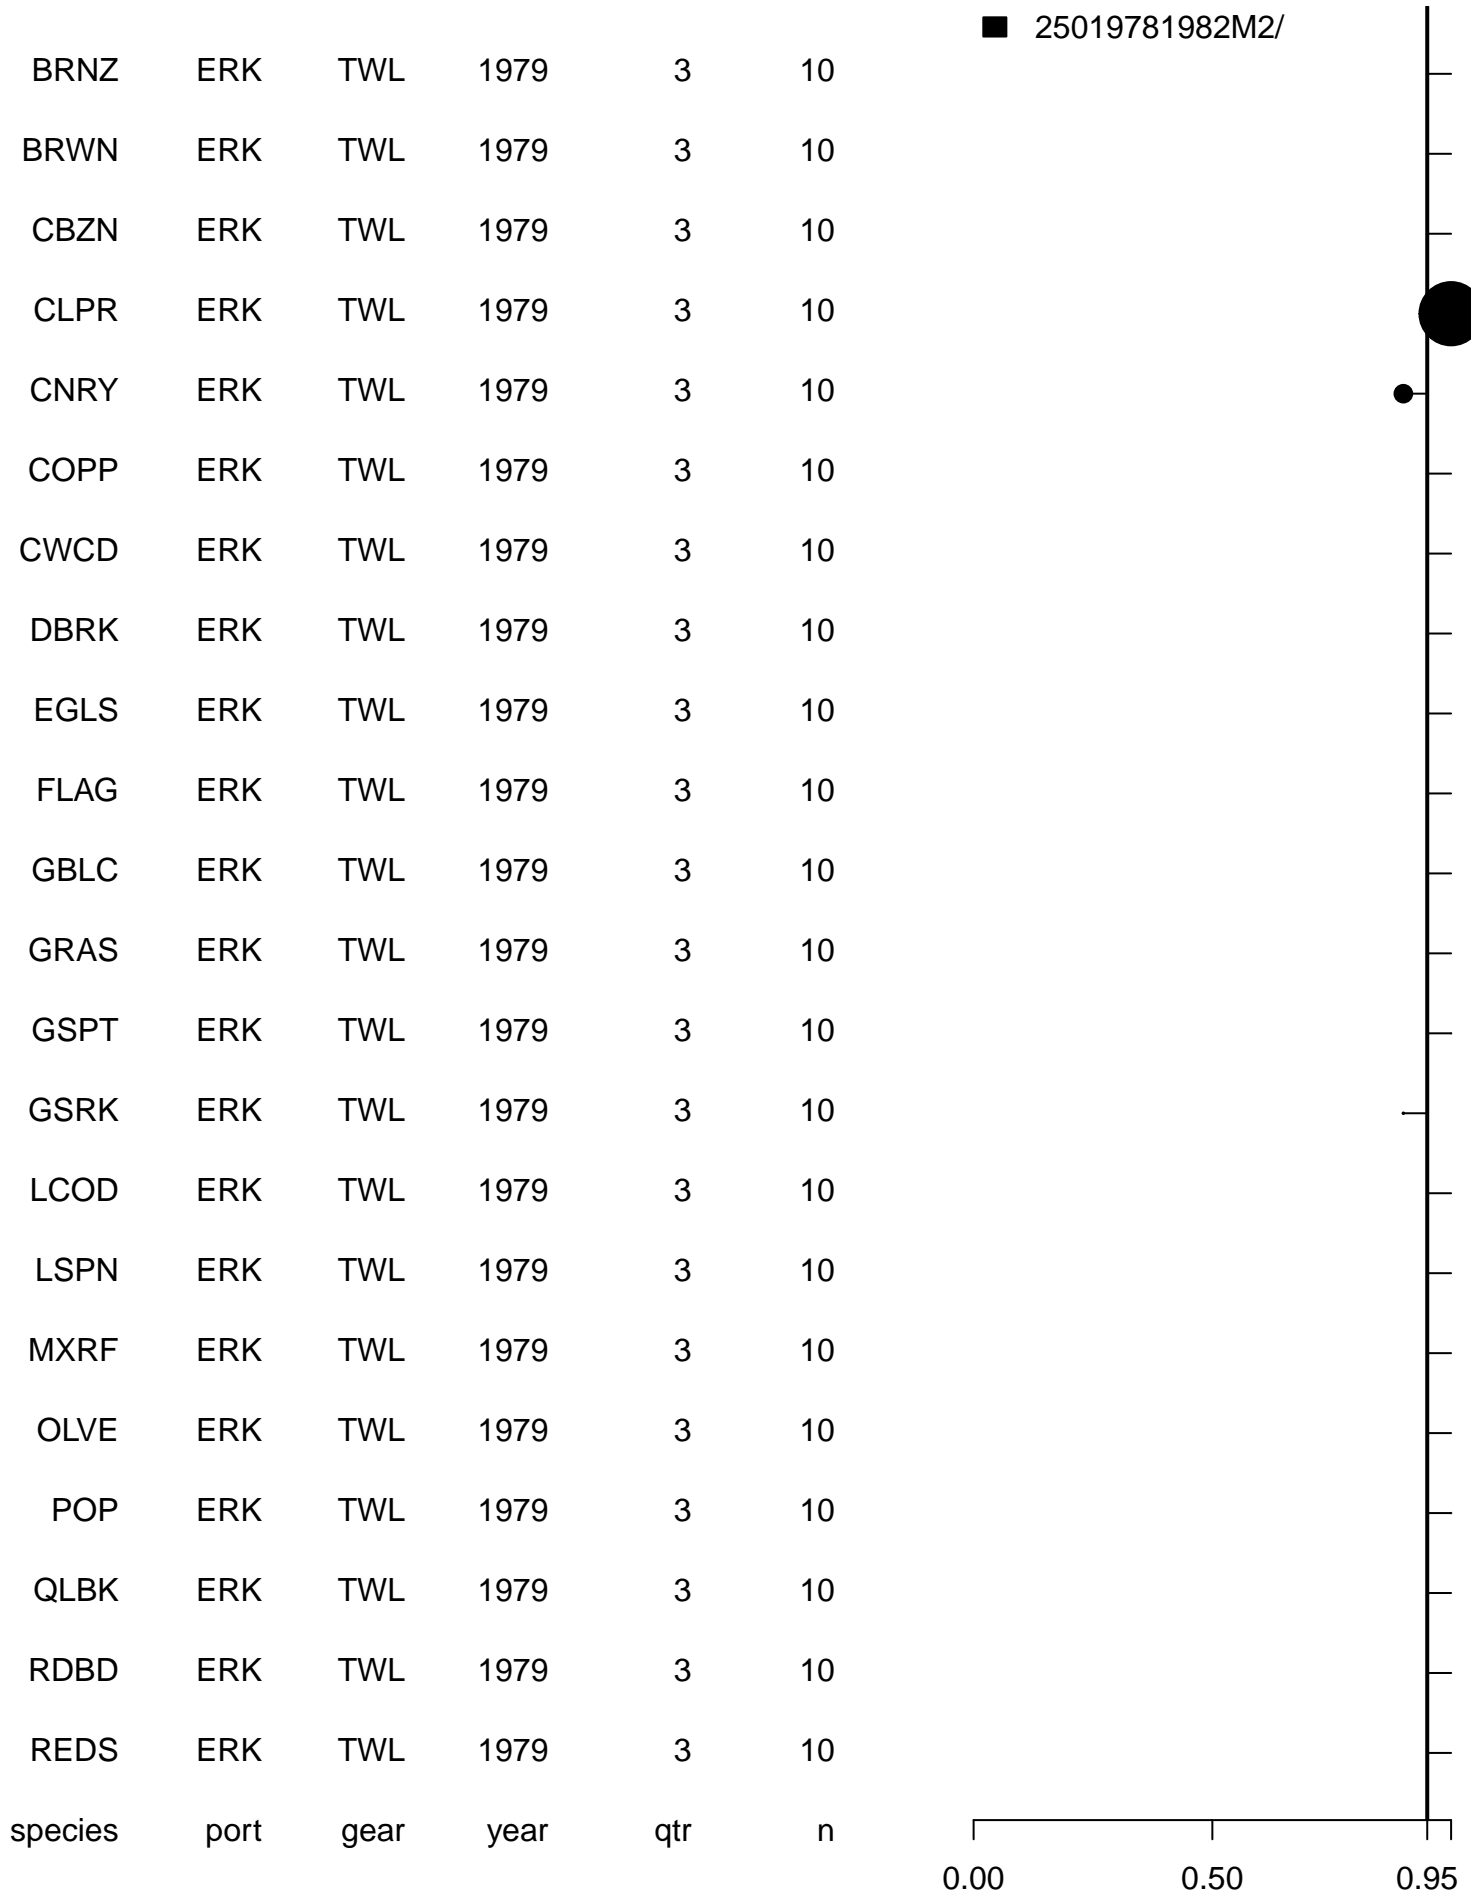 25019781982M2/
BRNZ ERK TWL 1979 3 10
BRWN ERK TWL 1979 3 10
CBZN ERK TWL 1979 3 10
CLPR ERK TWL 1979 3 10
CNRY ERK TWL 1979 3 10
COPP ERK TWL 1979 3 10
CWCD ERK TWL 1979 3 10
DBRK ERK TWL 1979 3 10
EGLS ERK TWL 1979 3 10
FLAG ERK TWL 1979 3 10
GBLC ERK TWL 1979 3 10
GRAS ERK TWL 1979 3 10
GSPT ERK TWL 1979 3 10
GSRK ERK TWL 1979 3 10
LCOD ERK TWL 1979 3 10
LSPN ERK TWL 1979 3 10
MXRF ERK TWL 1979 3 10
OLVE ERK TWL 1979 3 10
POP ERK TWL 1979 3 10
QLBK ERK TWL 1979 3 10
RDBD ERK TWL 1979 3 10
REDS ERK TWL 1979 3 10
species port gear year qtr n
0.00 0.50 0.95